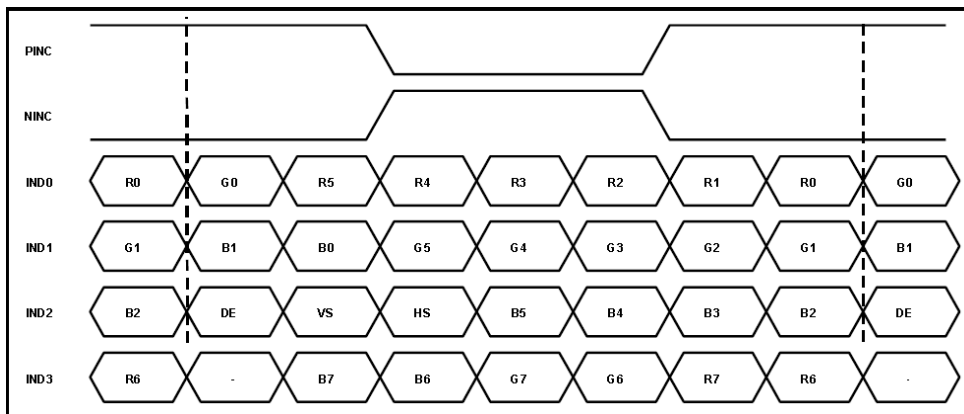 PINC
NINC
IND0 R0 G0 R5 R4 R3 R2 R1 R0 G0
IND1 G1 B1 B0 G5 G4 G3 G2 G1 B1
IND2 B2 DE VS HS B5 B4 B3 B2 DE
IND3 R6 - B7 B6 G7 G6 R7 R6 -